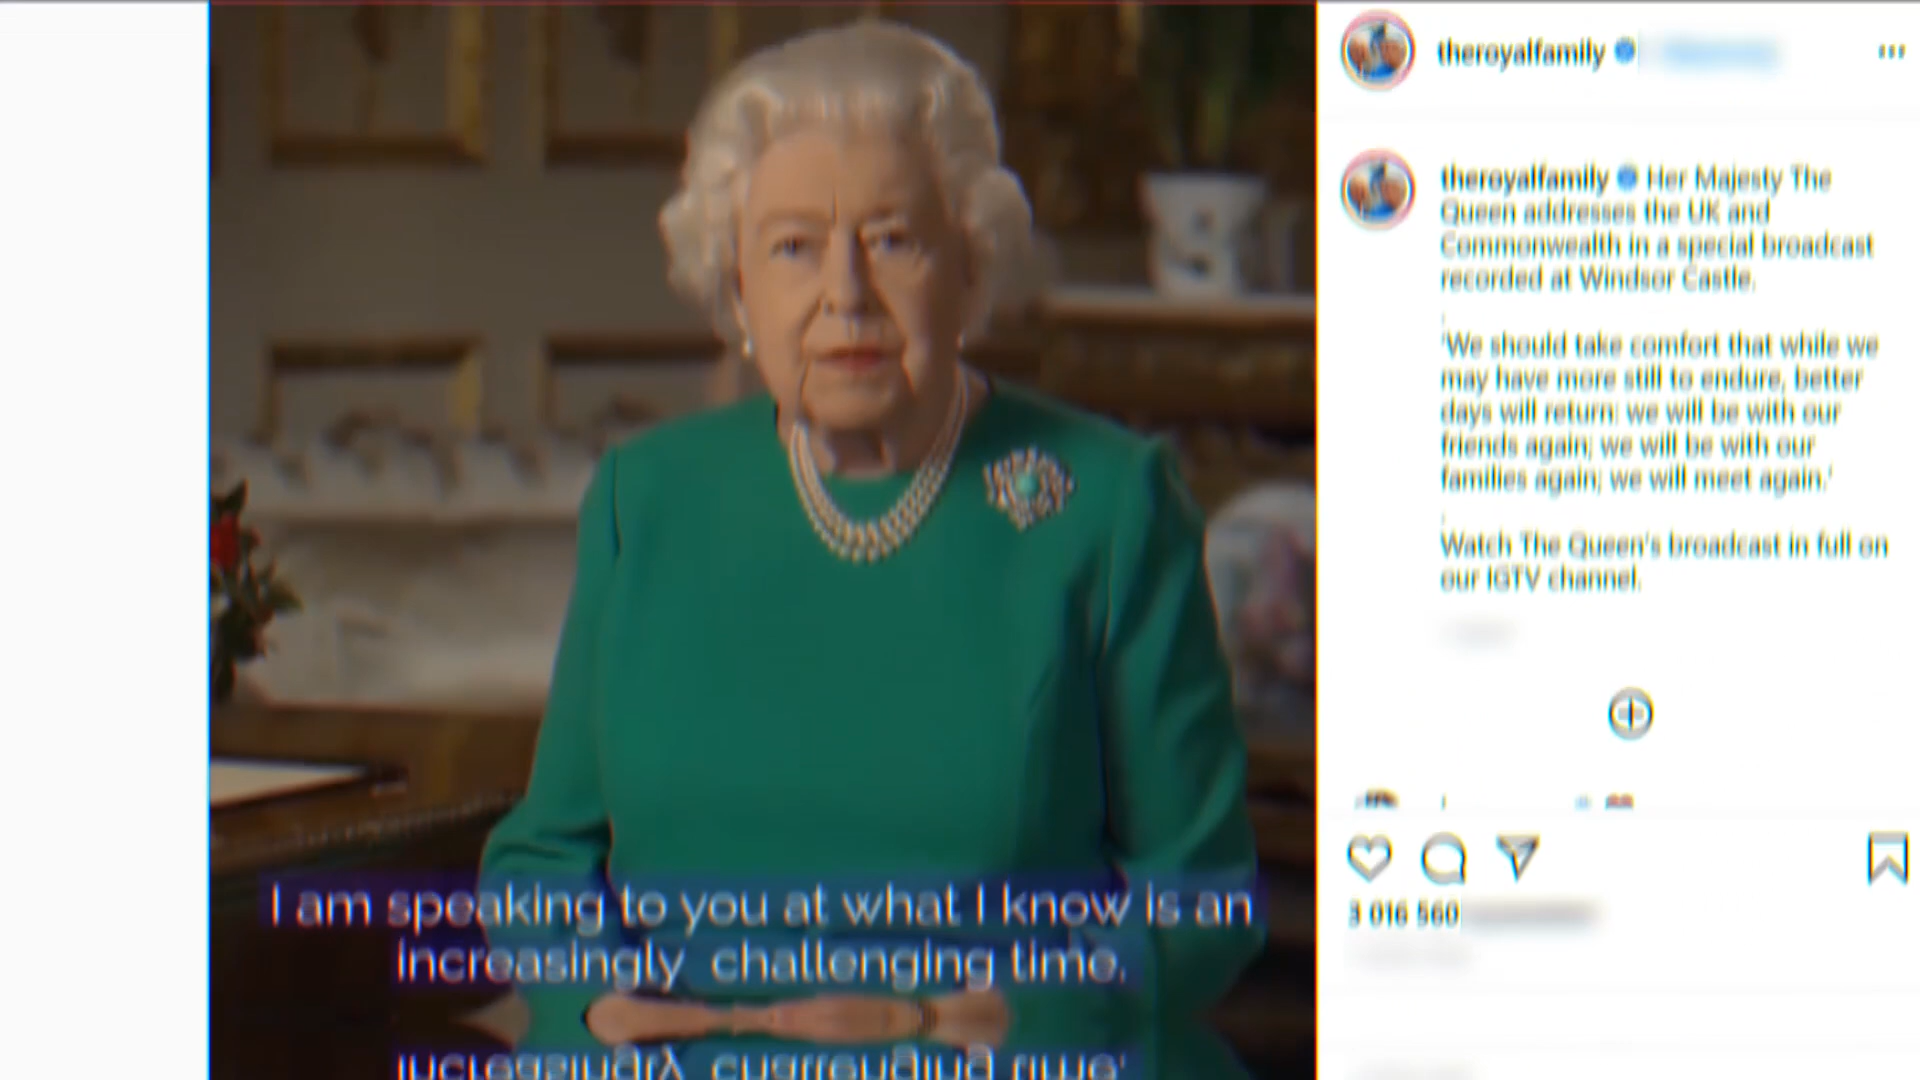 I am speaking to you at what I know is an
increasingly challenging time.
theroyalfamily
theroyalfamily Her Majesty The
Queen addresses the UK and
Commonwealth in a special broadcast
recorded at Windsor Castle.
.
'We should take comfort that while we
may have more still to endure, better
days will return: we will be with our
friends again; we will be with our
families again; we will meet again.'
.
Watch The Queen's broadcast in full on
our IGTV channel.
3 016 560